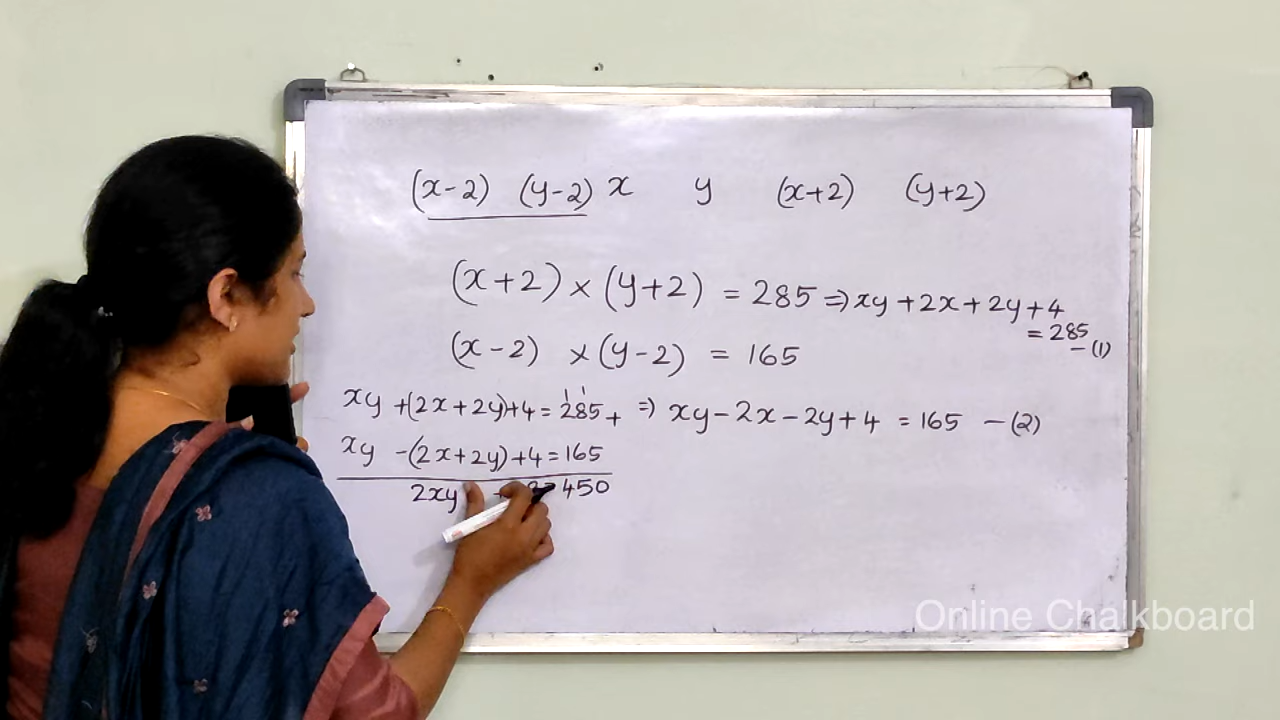 (x-2) (y-2) x y (x+2) (y+2)
(x+2) × (y+2) = 285 ⇒ xy + 2x + 2y + 4
= 285
- (1)
(x-2) × (y-2) = 165
xy +(2x+2y)+4 = 285 +
⇒ xy - 2x - 2y + 4 = 165 - (2)
xy -(2x+2y)+4 = 165
2xy 450
Online Chalkboard